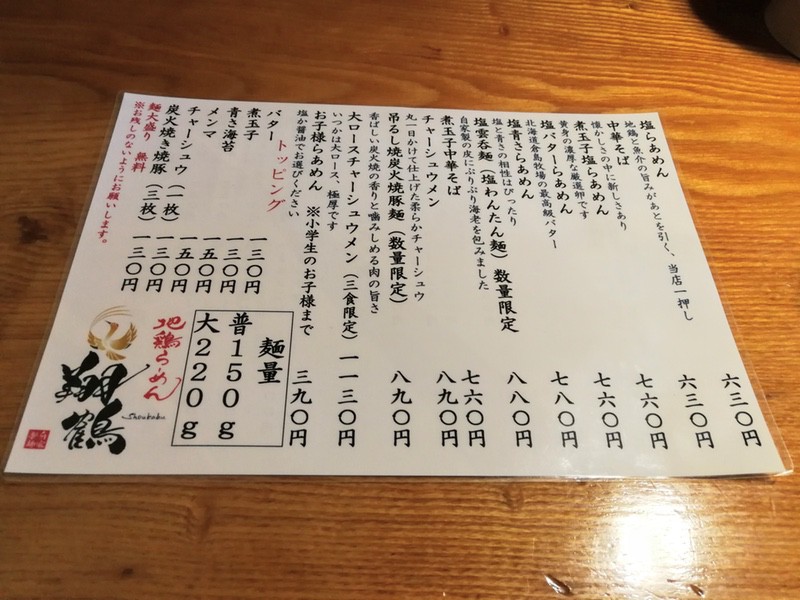 塩らあめん 六三〇円
地鶏と魚介の旨みがあとを引く、当店一押し
中華そば 六三〇円
懐かしさの中に新しさあり
煮玉子塩らあめん 七六〇円
黄身の濃厚な厳選卵です
塩バターらあめん 七六〇円
北海道倉島牧場の最高級バター
塩青さらあめん 七八〇円
塩と青さの相性はぴったり
塩雲呑麺（塩わんたん麺）数量限定 八八〇円
自家製の皮にぷりぷり海老を包みました
煮玉子中華そば 七六〇円
チャーシュウメン 八九〇円
丸一日かけて仕上げた柔らかチャーシュウ
吊るし焼炭火焼豚麺（数量限定） 八九〇円
香ばしい炭火焼の香りと噛みしめる肉の旨さ
大ロースチャーシュウメン（三食限定） 一一三〇円
いつかは大ロース、極厚です
お子様らあめん ※小学生のお子様まで 三九〇円
塩か醤油でお選びください
トッピング
バター 一三〇円
煮玉子 一三〇円
青さ海苔 一五〇円
メンマ 一五〇円
チャーシュウ（一枚） 一三〇円
炭火焼き焼豚（三枚） 一三〇円
麺大盛り 無料
※お残しのないようにお願いします。
麺量
普150g
大220g
地鶏らーめん
翔鶴
Shoukaku